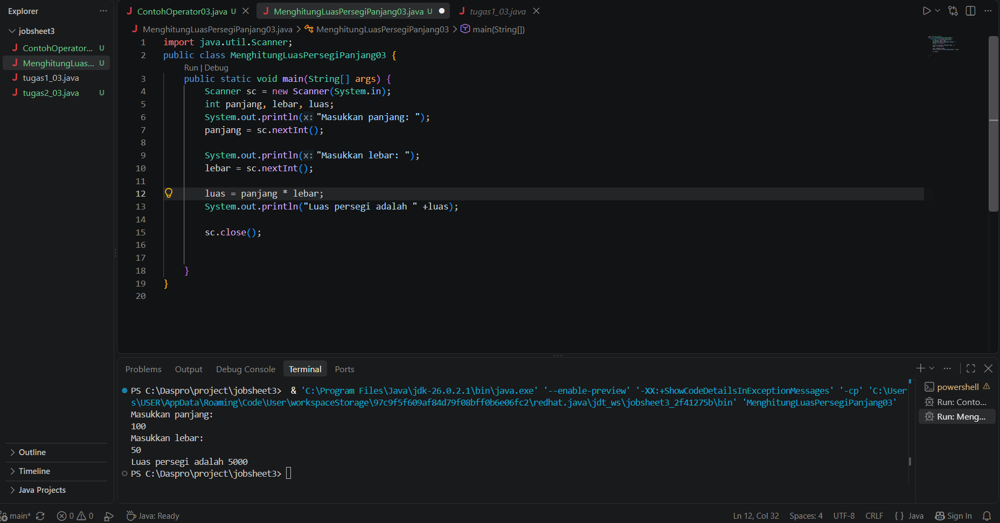 Explorer
jobsheet3
ContohOperator... U
MenghitungLuas... U
tugas1_03.java
tugas2_03.java U
Outline
Timeline
Java Projects
ContohOperator03.java U
MenghitungLuasPersegiPanjang03.java U
tugas1_03.java
MenghitungLuasPersegiPanjang03.java > MenghitungLuasPersegiPanjang03 > main(String[])
1 import java.util.Scanner;
2 public class MenghitungLuasPersegiPanjang03 {
Run | Debug
3 public static void main(String[] args) {
4 Scanner sc = new Scanner(System.in);
5 int panjang, lebar, luas;
6 System.out.println(x: "Masukkan panjang: ");
7 panjang = sc.nextInt();
8
9 System.out.println(x: "Masukkan lebar: ");
10 lebar = sc.nextInt();
11
12 luas = panjang * lebar;
13 System.out.println("Luas persegi adalah " +luas);
14
15 sc.close();
16
17
18 }
19 }
20
Problems Output Debug Console Terminal Ports
PS C:\Daspro\project\jobsheet3> & 'C:\Program Files\Java\jdk-26.0.2.1\bin\java.exe' '--enable-preview' '-XX:+ShowCodeDetailsInExceptionMessages' '-cp' 'C:\User
s\USER\AppData\Roaming\Code\User\workspaceStorage\97c9f5f609af84d79f08bff0b6e06fc2\redhat.java\jdt_ws\jobsheet3_2f41275b\bin' 'MenghitungLuasPersegiPanjang03'
Masukkan panjang:
100
Masukkan lebar:
50
Luas persegi adalah 5000
PS C:\Daspro\project\jobsheet3>
powershell
Run: Conto...
Run: Meng...
main* 0 0 Java: Ready Ln 12, Col 32 Spaces: 4 UTF-8 CRLF { } Java Sign In